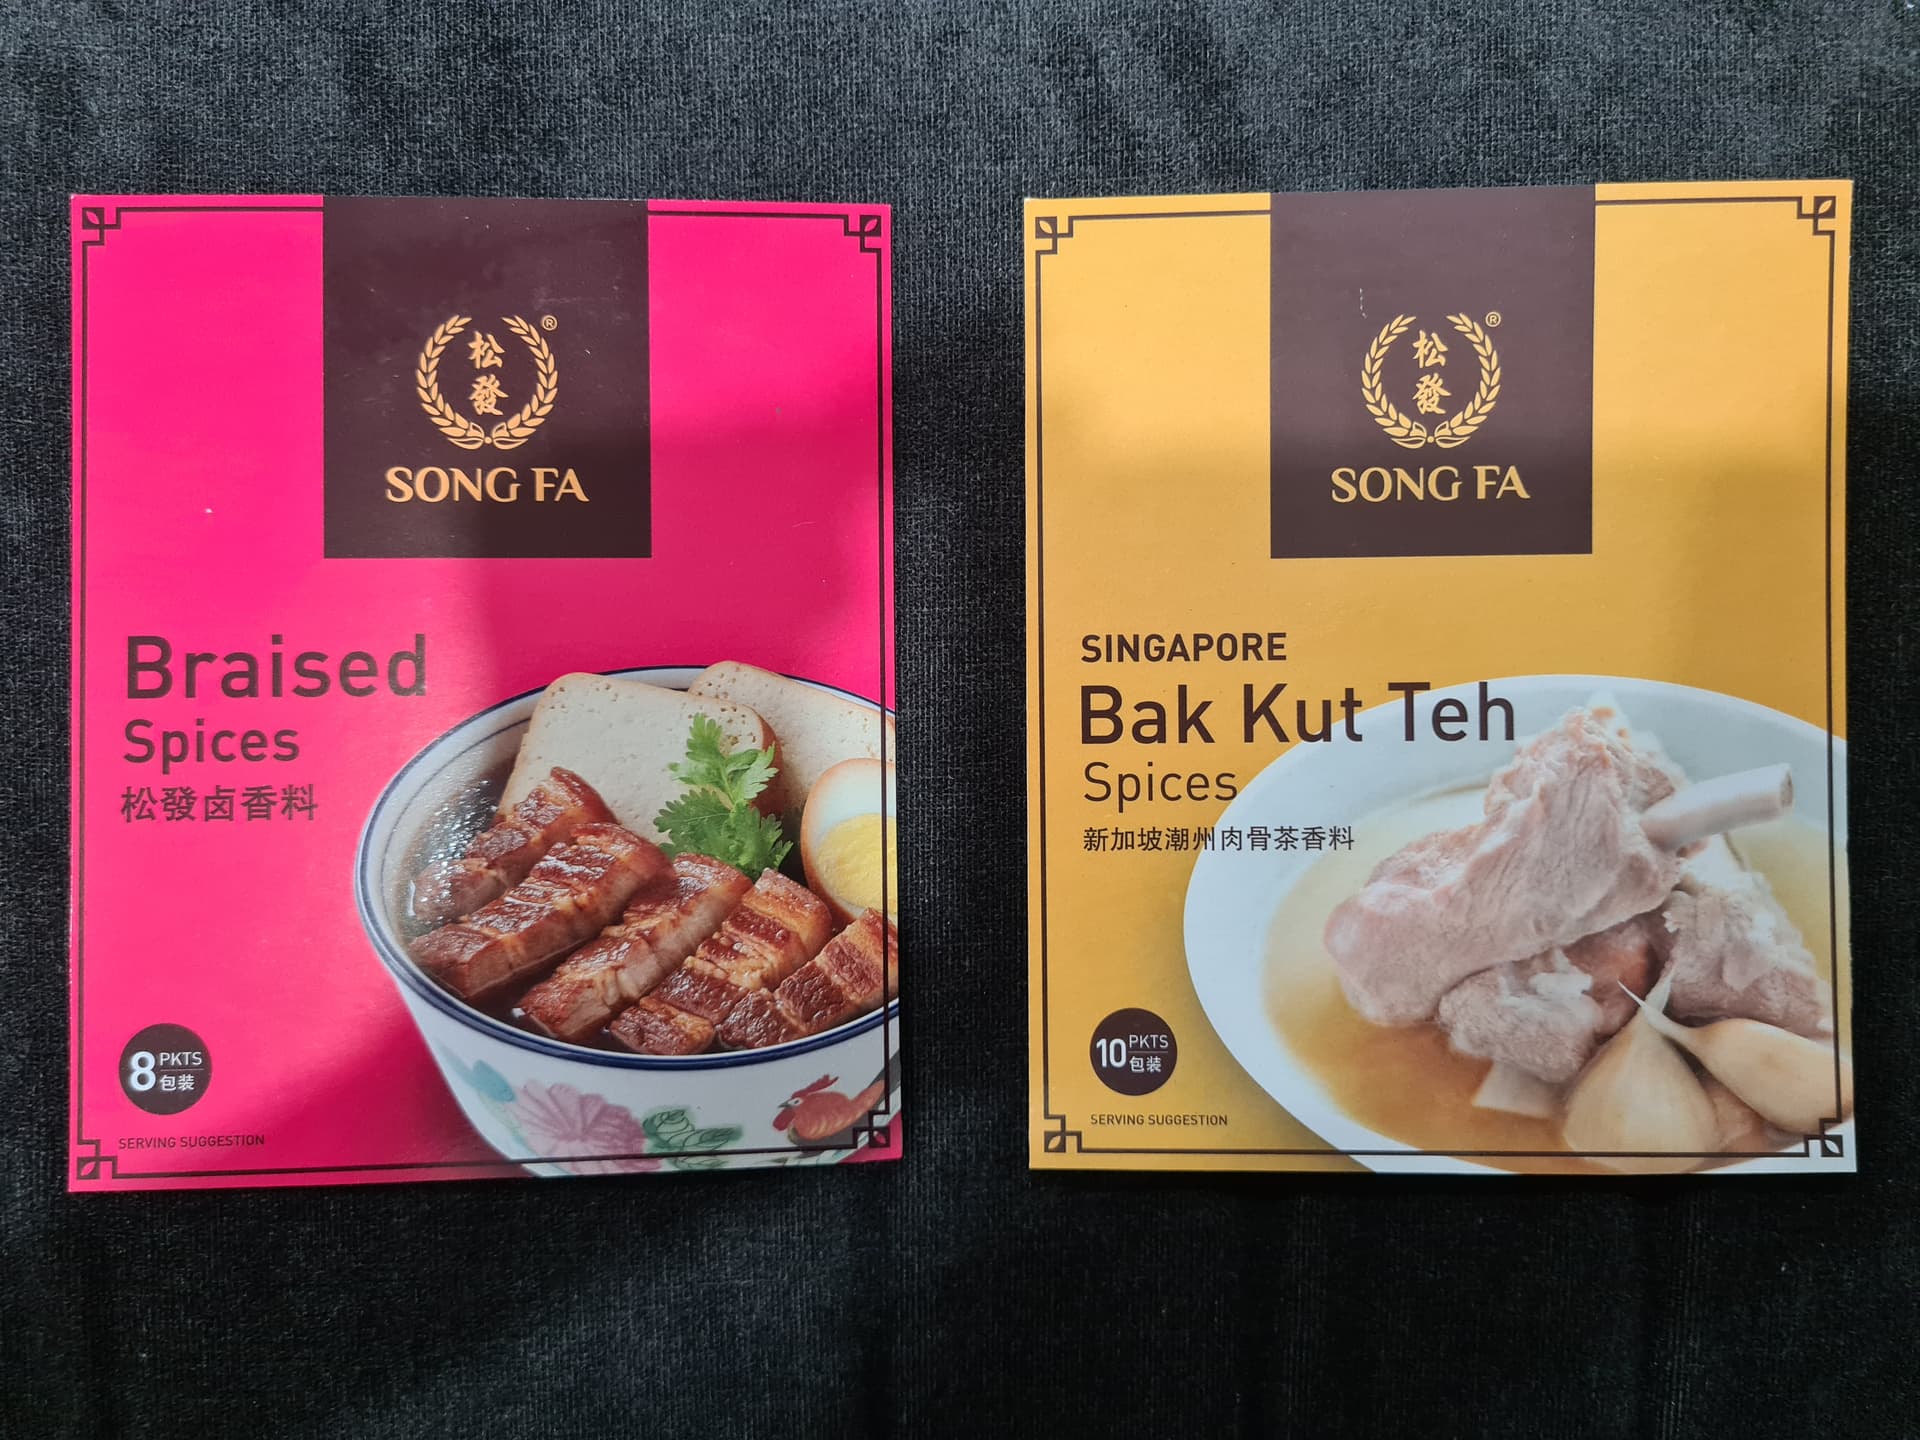 松
發
®
SONG FA
Braised
Spices
松發卤香料
8 PKTS
包装
SERVING SUGGESTION
松
發
®
SONG FA
SINGAPORE
Bak Kut Teh
Spices
新加坡潮州肉骨茶香料
10 PKTS
包装
SERVING SUGGESTION